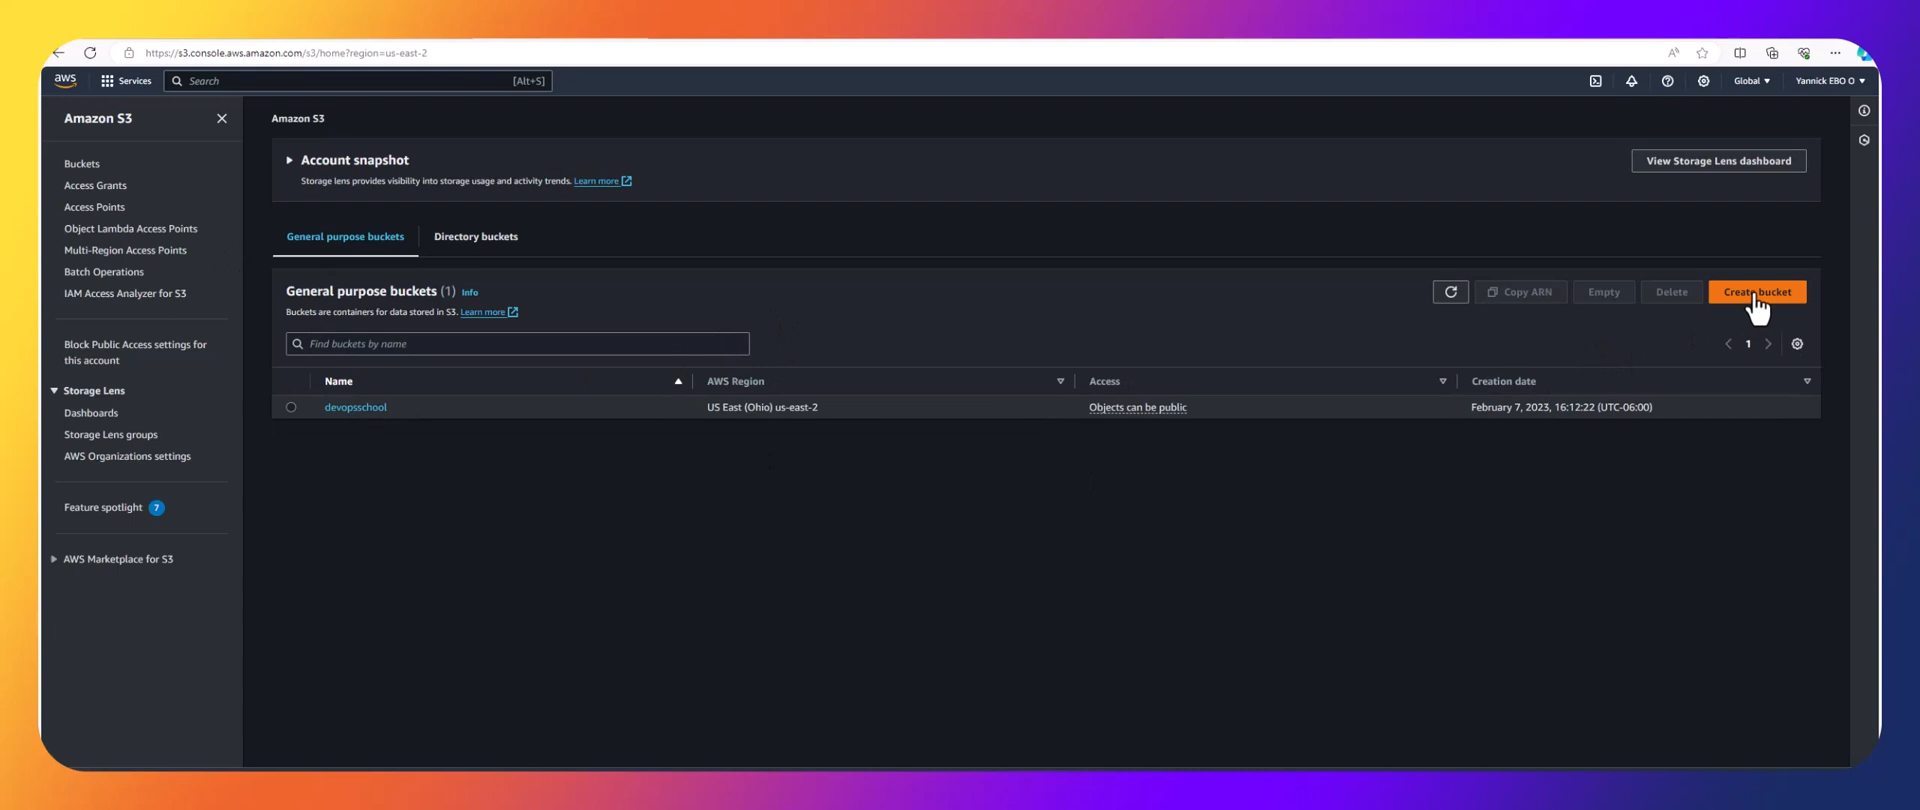 https://s3.console.aws.amazon.com/s3/home?region=us-east-2
aws Services Search [Alt+S] Global Yannick EBO O
Amazon S3
Buckets
Access Grants
Access Points
Object Lambda Access Points
Multi-Region Access Points
Batch Operations
IAM Access Analyzer for S3
Block Public Access settings for
this account
Storage Lens
Dashboards
Storage Lens groups
AWS Organizations settings
Feature spotlight 7
AWS Marketplace for S3
Amazon S3
Account snapshot
View Storage Lens dashboard
Storage lens provides visibility into storage usage and activity trends. Learn more
General purpose buckets Directory buckets
General purpose buckets (1) Info
Copy ARN Empty Delete Create bucket
Buckets are containers for data stored in S3. Learn more
Find buckets by name
1
Name AWS Region Access Creation date
devopsschool US East (Ohio) us-east-2 Objects can be public February 7, 2023, 16:12:22 (UTC-06:00)